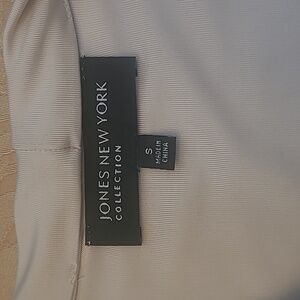 JONES NEW YORK
COLLECTION
S
MADE IN
CHINA